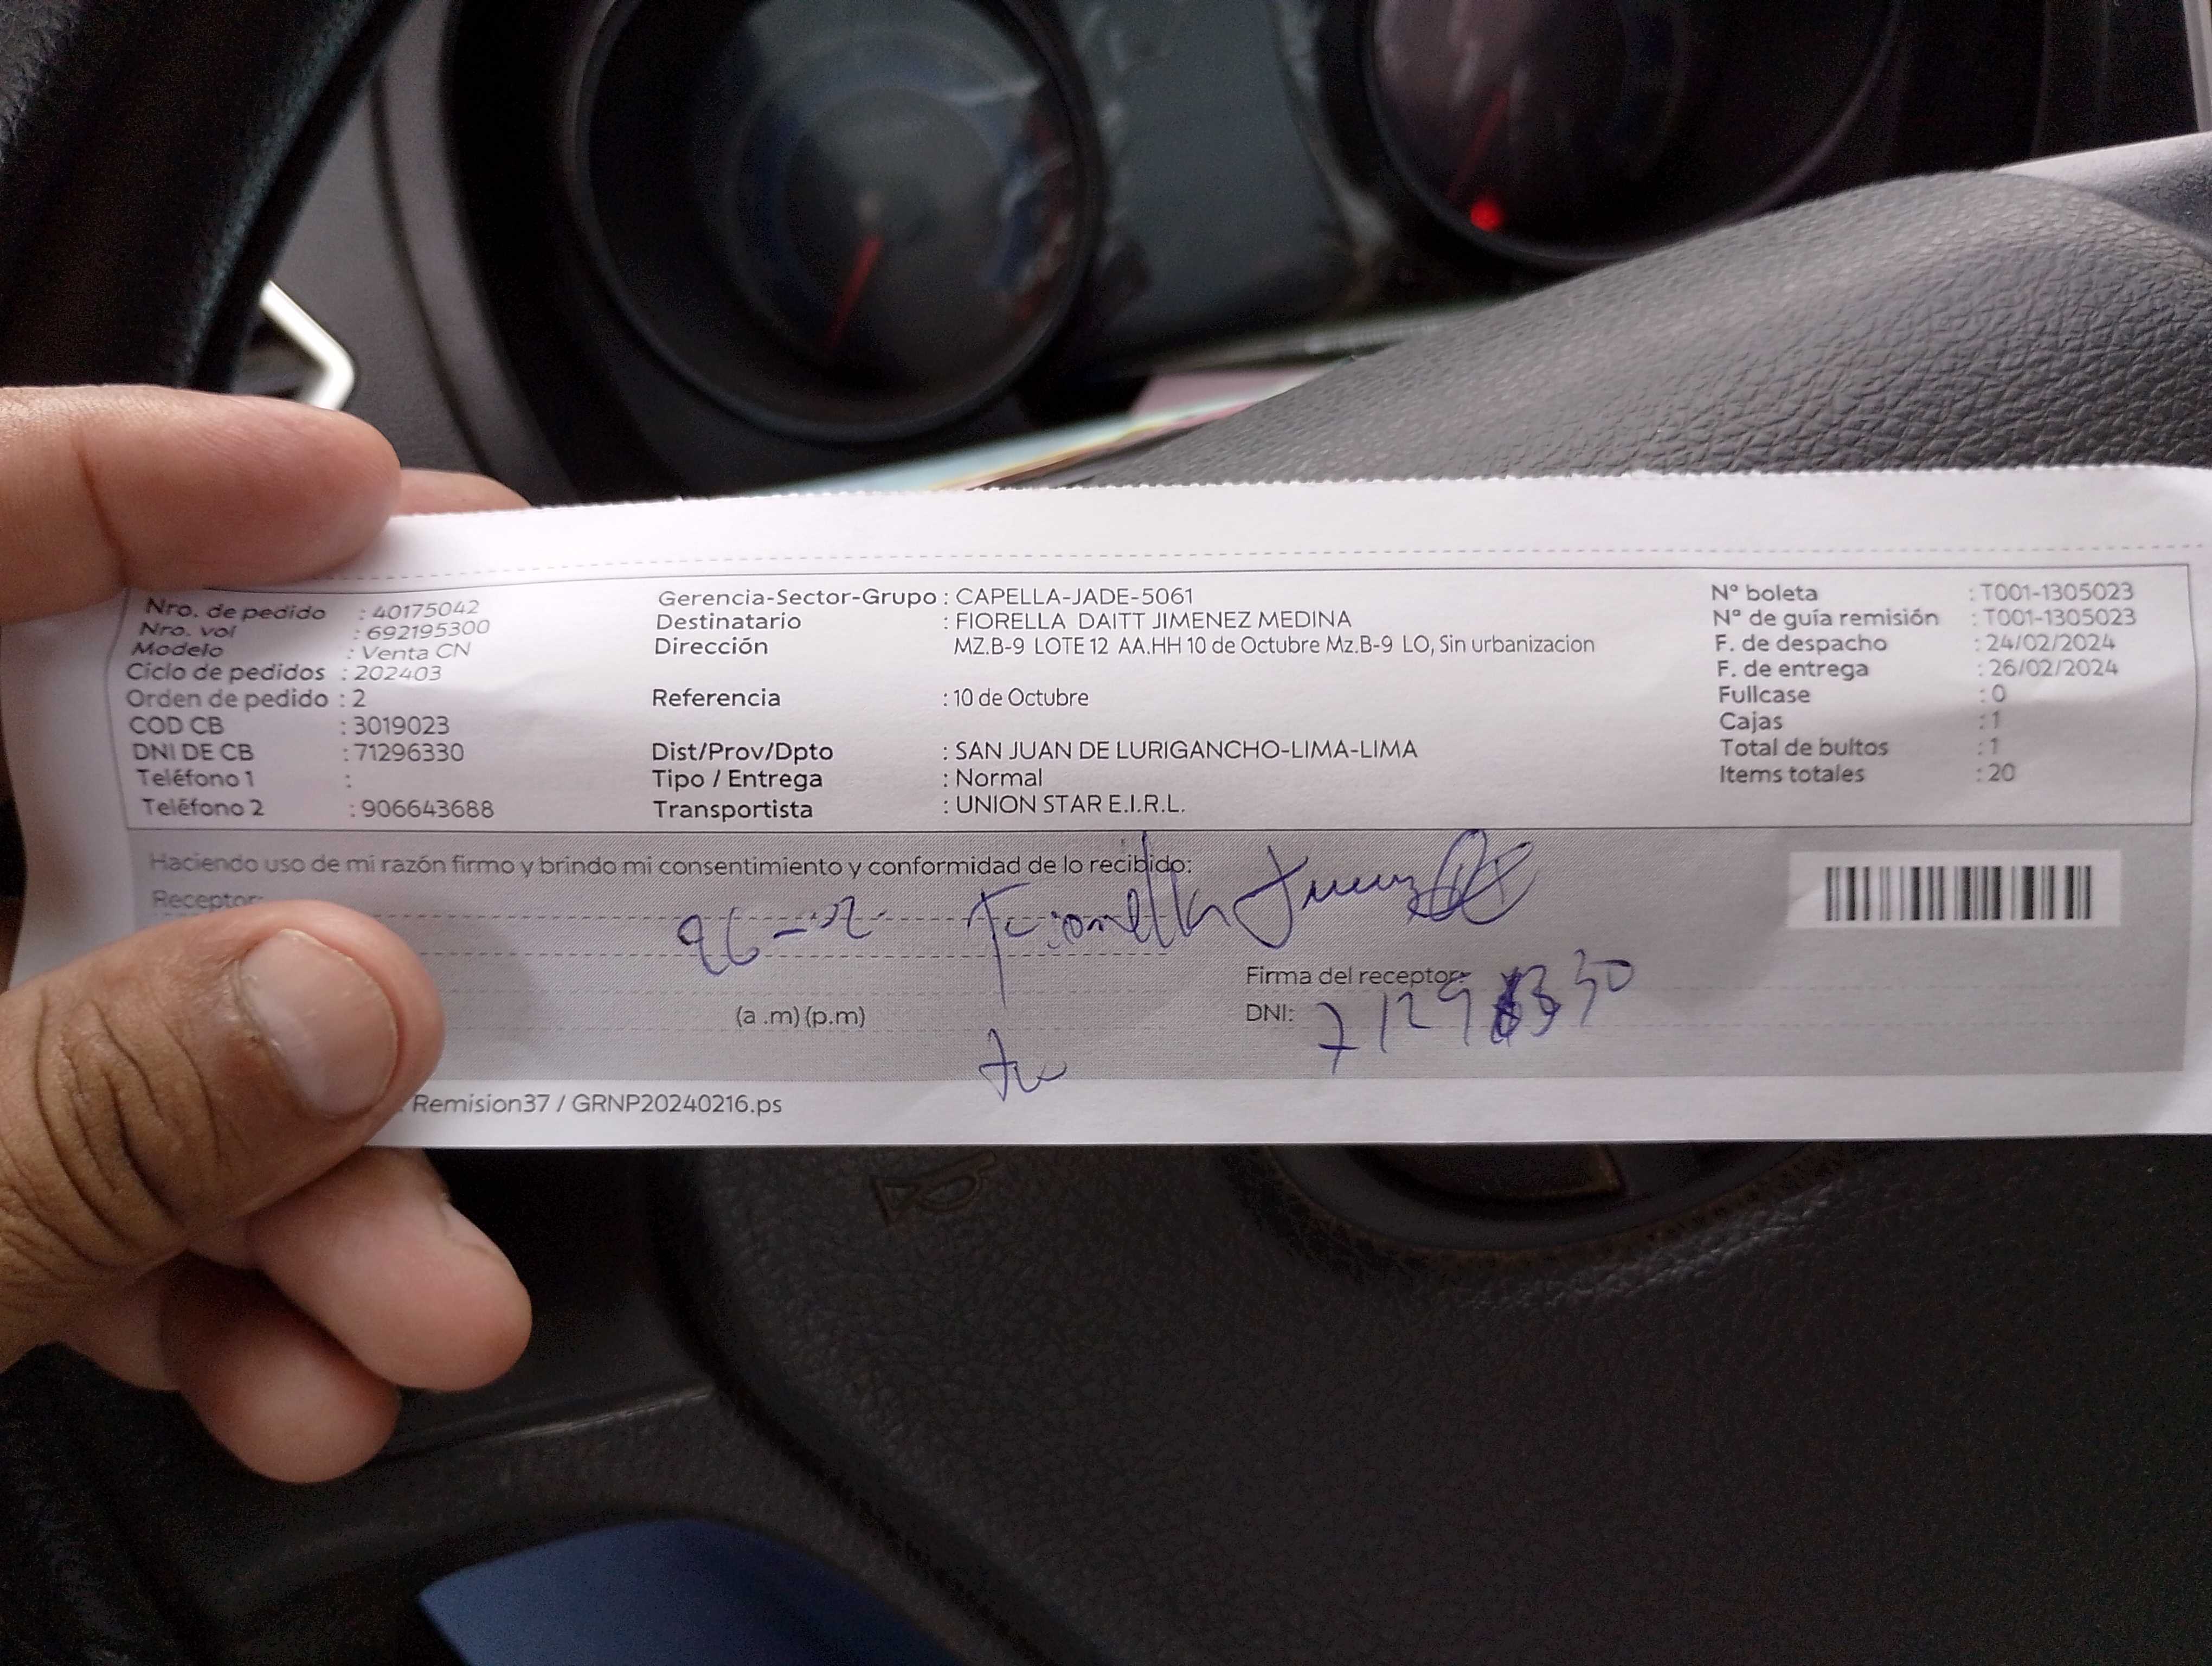 Nro. de pedido : 40175042
Nro. vol : 692195300
Modelo : Venta CN
Ciclo de pedidos : 202403
Orden de pedido : 2
COD CB : 3019023
DNI DE CB : 71296330
Teléfono 1 :
Teléfono 2 : 906643688
Gerencia-Sector-Grupo : CAPELLA-JADE-5061
Destinatario : FIORELLA DAITT JIMENEZ MEDINA
Dirección MZ.B-9 LOTE 12 AA.HH 10 de Octubre Mz.B-9 LO, Sin urbanizacion
Referencia : 10 de Octubre
Dist/Prov/Dpto : SAN JUAN DE LURIGANCHO-LIMA-LIMA
Tipo / Entrega : Normal
Transportista : UNION STAR E.I.R.L.
Nº boleta : T001-1305023
Nº de guía remisión : T001-1305023
F. de despacho : 24/02/2024
F. de entrega : 26/02/2024
Fullcase : 0
Cajas : 1
Total de bultos : 1
Items totales : 20
Haciendo uso de mi razón firmo y brindo mi consentimiento y conformidad de lo recibido:
Receptor:
Fiorella
Firma del receptor:
(a .m) (p.m)
DNI:
Remision37 / GRNP20240216.ps